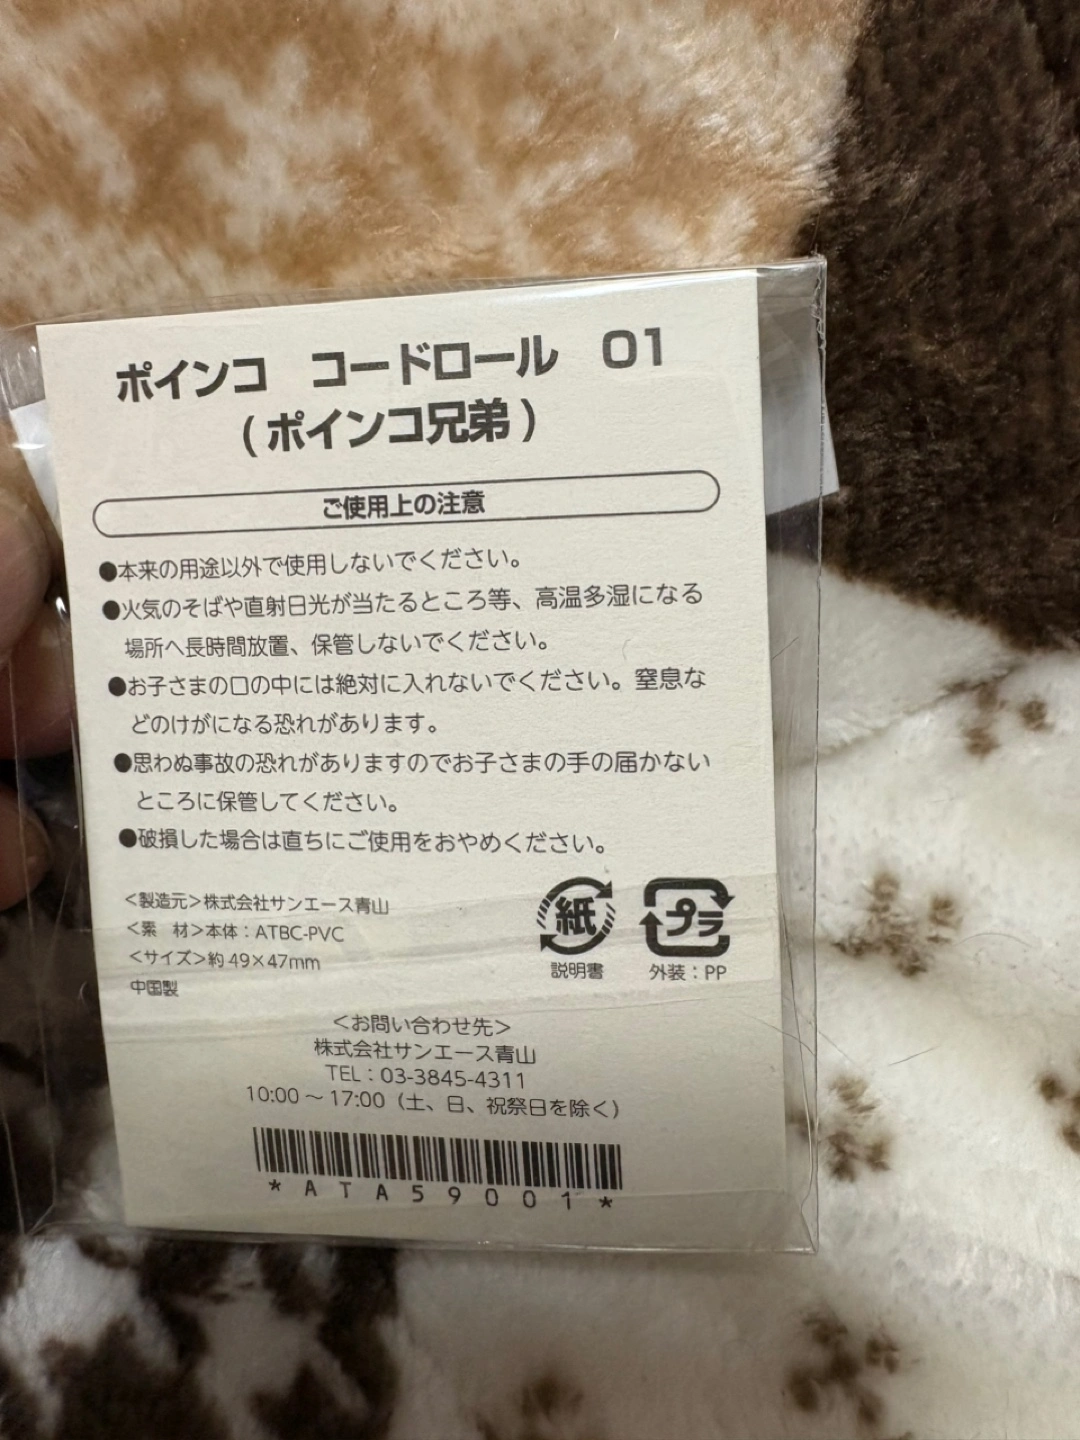 ポインコ　コードロール　01
(ポインコ兄弟)
ご使用上の注意
●本来の用途以外で使用しないでください。
●火気のそばや直射日光が当たるところ等、高温多湿になる
場所へ長時間放置、保管しないでください。
●お子さまの口の中には絶対に入れないでください。窒息な
どのけがになる恐れがあります。
●思わぬ事故の恐れがありますのでお子さまの手の届かない
ところに保管してください。
●破損した場合は直ちにご使用をおやめください。
<製造元>株式会社サンエース青山
<素　材>本体：ATBC-PVC
<サイズ>約49×47mm
中国製
紙
説明書
プラ
外装：PP
<お問い合わせ先>
株式会社サンエース青山
TEL：03-3845-4311
10:00～17:00（土、日、祝祭日を除く）
*ATA59001*